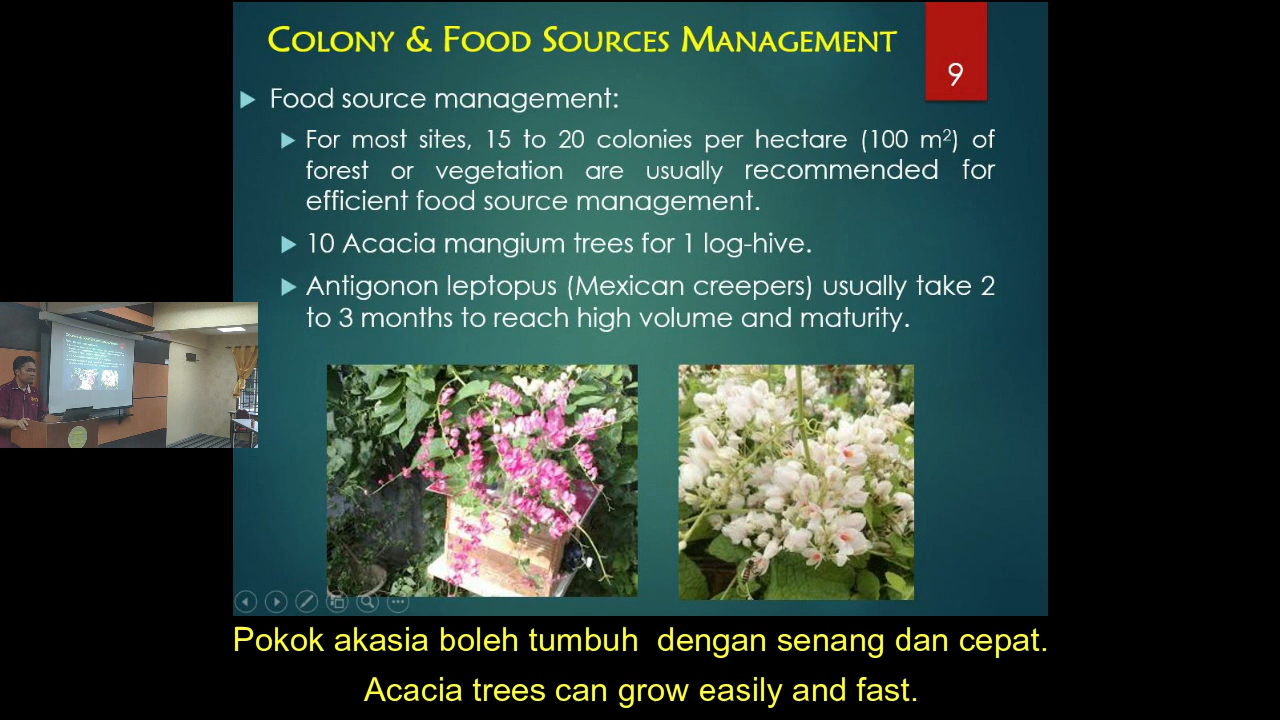 COLONY & FOOD SOURCES MANAGEMENT
9
Food source management:
For most sites, 15 to 20 colonies per hectare (100 m²) of
forest or vegetation are usually recommended for
efficient food source management.
10 Acacia mangium trees for 1 log-hive.
Antigonon leptopus (Mexican creepers) usually take 2
to 3 months to reach high volume and maturity.
Pokok akasia boleh tumbuh dengan senang dan cepat.
Acacia trees can grow easily and fast.